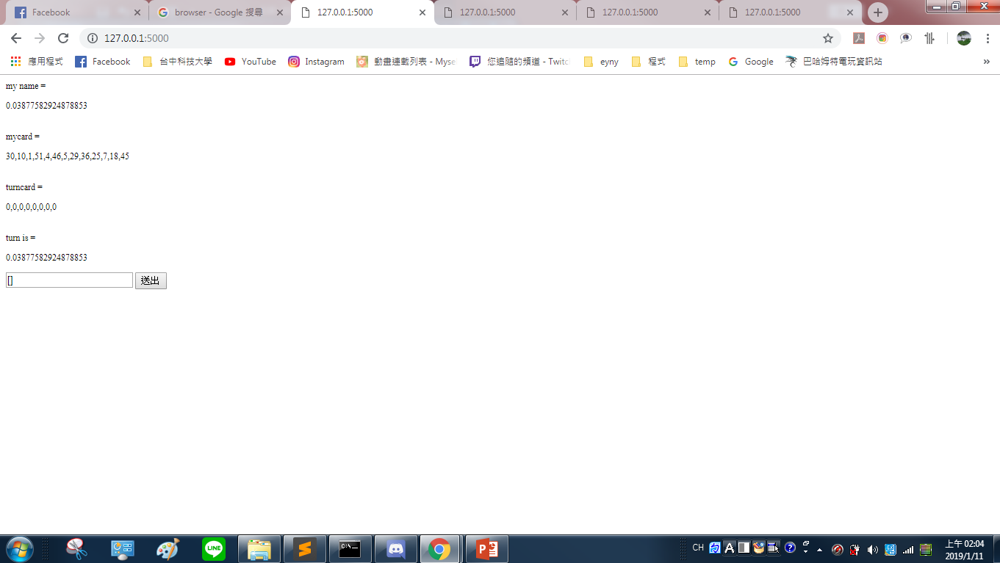 Facebook
browser - Google 搜尋
127.0.0.1:5000
127.0.0.1:5000
127.0.0.1:5000
127.0.0.1:5000
127.0.0.1:5000
應用程式
Facebook
台中科技大學
YouTube
Instagram
動畫連載列表 - Myse
您追隨的頻道 - Twitc
eyny
程式
temp
Google
巴哈姆特電玩資訊站
my name =
0.03877582924878853
mycard =
30,10,1,51,4,46,5,29,36,25,7,18,45
turncard =
0,0,0,0,0,0,0,0
turn is =
0.03877582924878853
[] 送出
LINE
C:\
CH
上午 02:04
2019/1/11